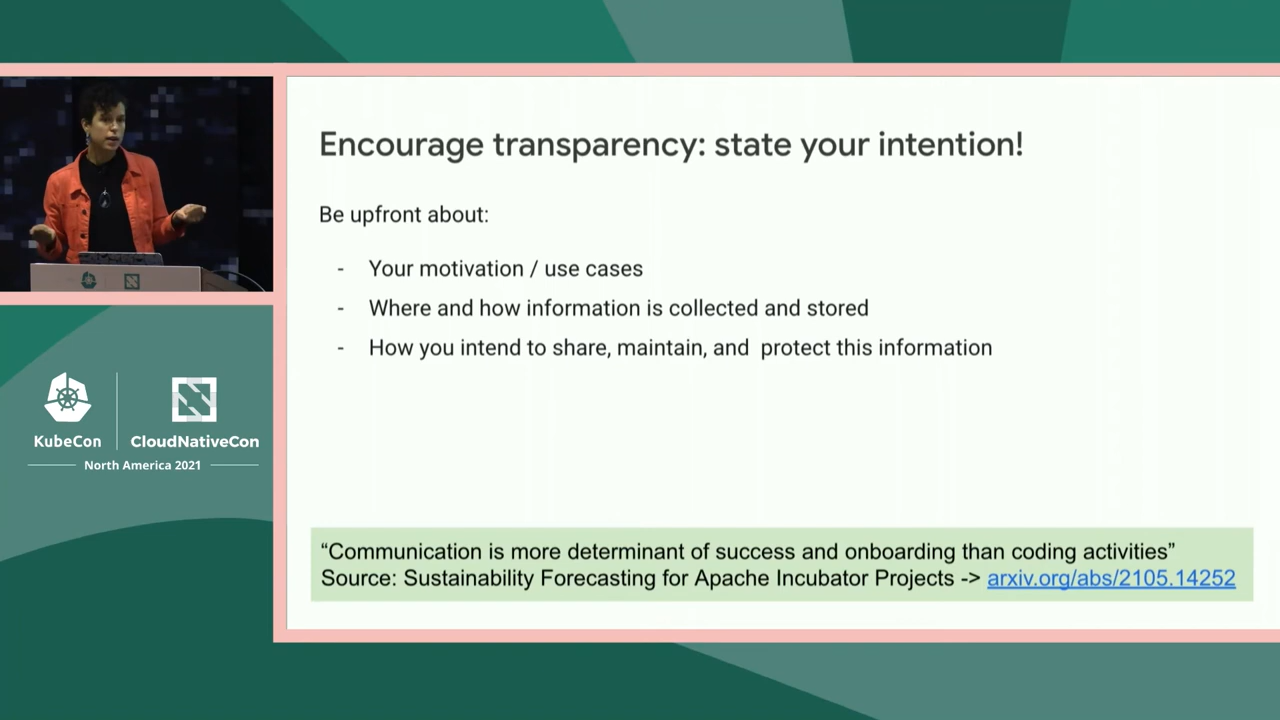 Encourage transparency: state your intention!
Be upfront about:
- Your motivation / use cases
- Where and how information is collected and stored
- How you intend to share, maintain, and protect this information
KubeCon
CloudNativeCon
North America 2021
“Communication is more determinant of success and onboarding than coding activities”
Source: Sustainability Forecasting for Apache Incubator Projects -> arxiv.org/abs/2105.14252